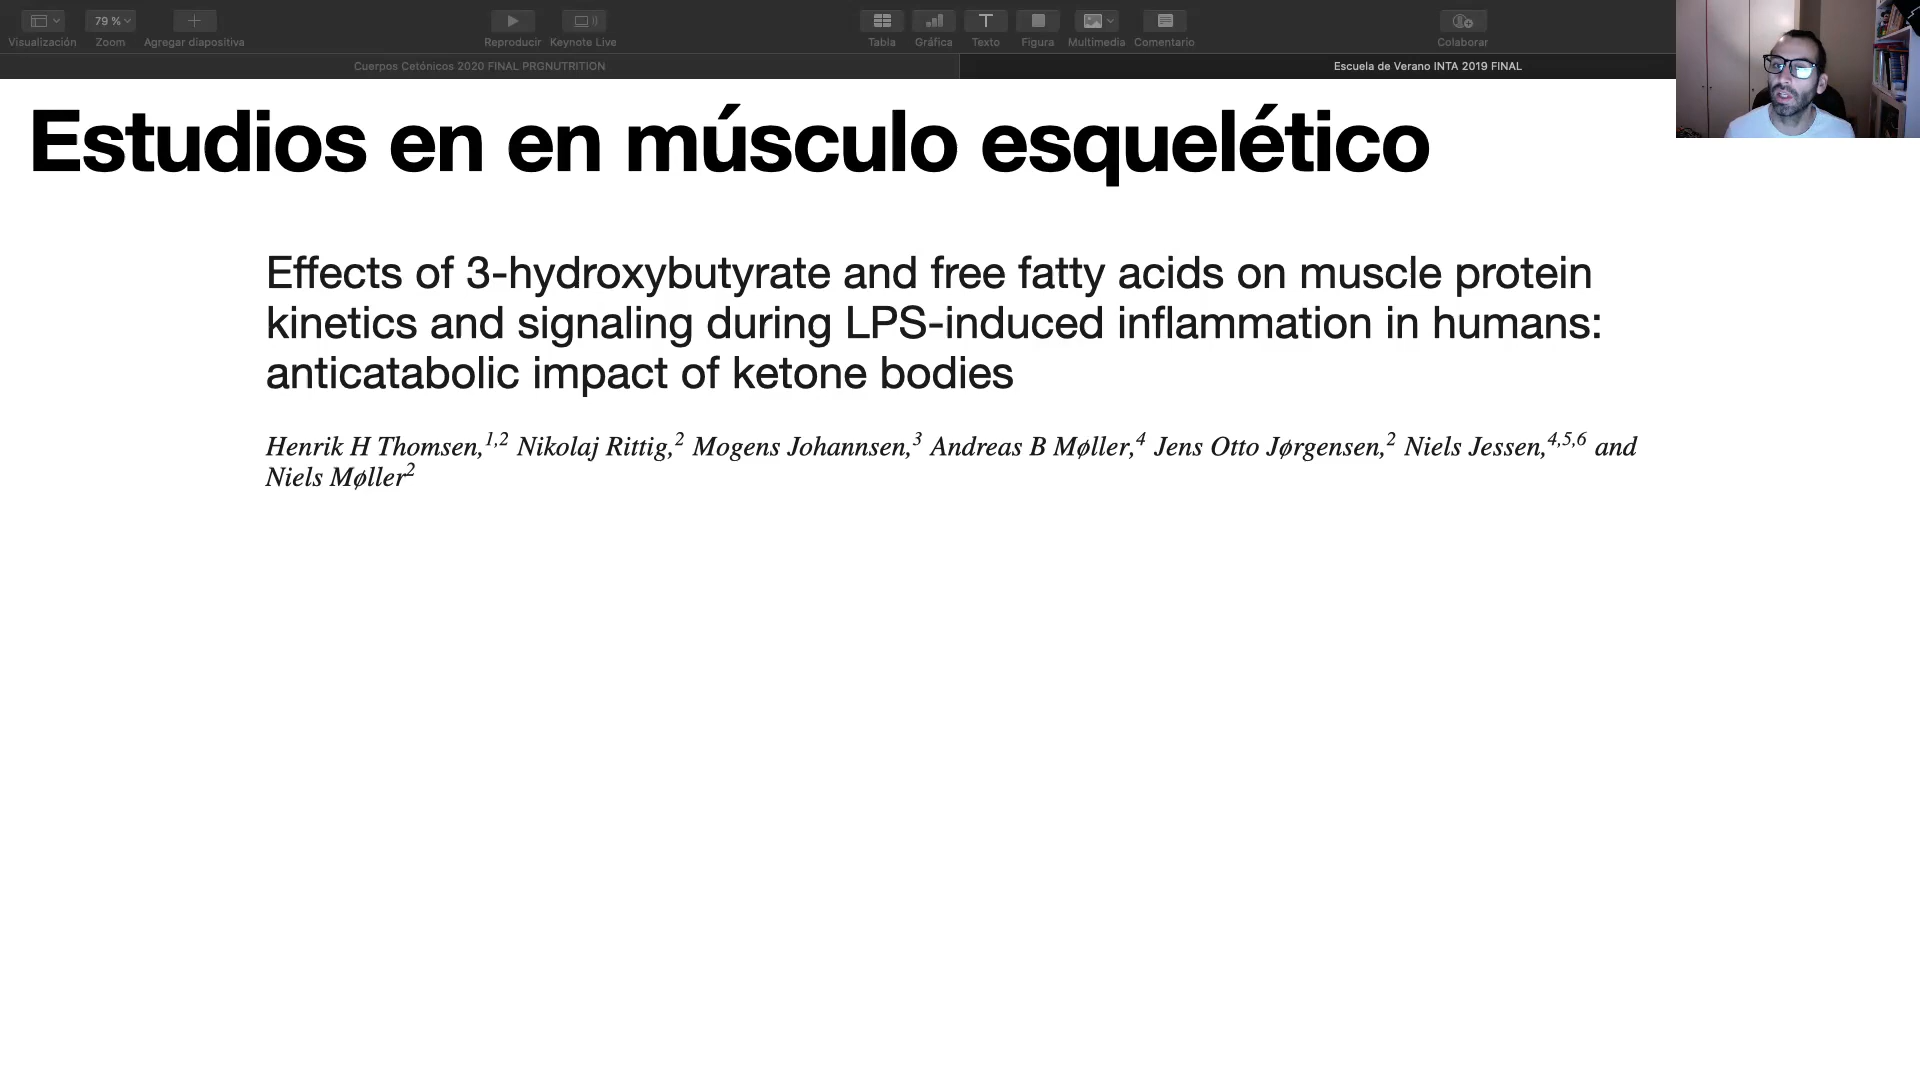 79 %
Visualización Zoom Agregar diapositiva Reproducir Keynote Live Tabla Gráfica Texto Figura Multimedia Comentario Colaborar
Cuerpos Cetónicos 2020 FINAL PRGNUTRITION Escuela de Verano INTA 2019 FINAL
Estudios en en músculo esquelético
Effects of 3-hydroxybutyrate and free fatty acids on muscle protein
kinetics and signaling during LPS-induced inflammation in humans:
anticatabolic impact of ketone bodies
Henrik H Thomsen,1,2 Nikolaj Rittig,2 Mogens Johannsen,3 Andreas B Møller,4 Jens Otto Jørgensen,2 Niels Jessen,4,5,6 and
Niels Møller2